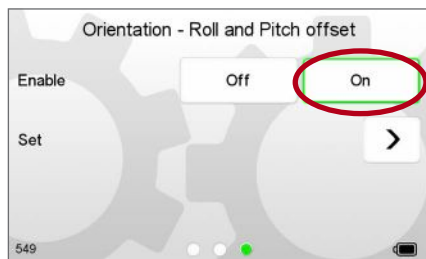 Orientation - Roll and Pitch offset
Enable Off On
Set
549